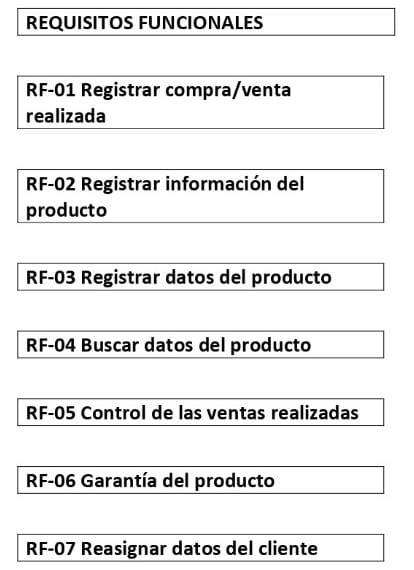 REQUISITOS FUNCIONALES
RF-01 Registrar compra/venta
realizada
RF-02 Registrar información del
producto
RF-03 Registrar datos del producto
RF-04 Buscar datos del producto
RF-05 Control de las ventas realizadas
RF-06 Garantía del producto
RF-07 Reasignar datos del cliente